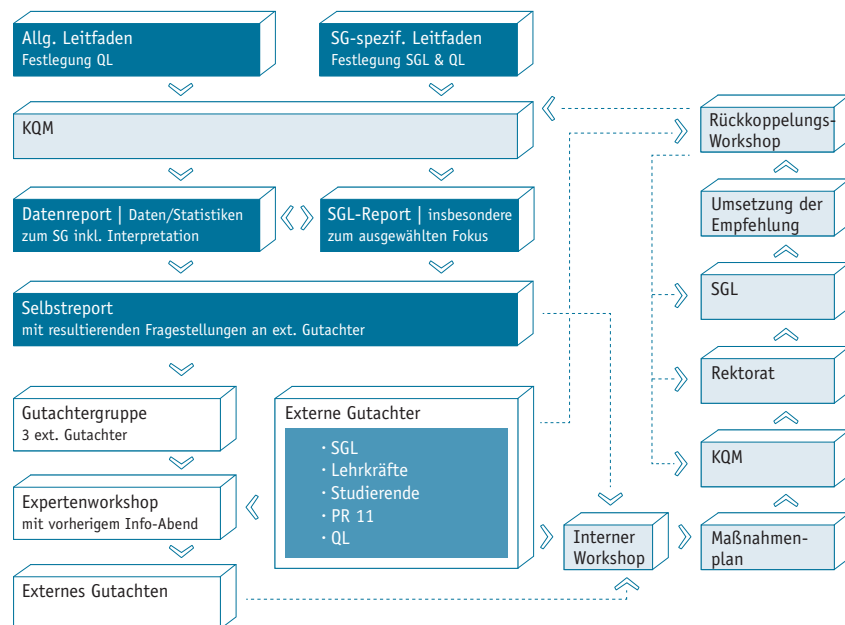 Allg. Leitfaden
Festlegung QL
SG-spezif. Leitfaden
Festlegung SGL & QL
KQM
Rückkoppelungs-
Workshop
Datenreport | Daten/Statistiken
zum SG inkl. Interpretation
SGL-Report | insbesondere
zum ausgewählten Fokus
Umsetzung der
Empfehlung
Selbstreport
mit resultierenden Fragestellungen an ext. Gutachter
SGL
Rektorat
Gutachtergruppe
3 ext. Gutachter
Externe Gutachter
· SGL
· Lehrkräfte
· Studierende
· PR 11
· QL
KQM
Expertenworkshop
mit vorherigem Info-Abend
Interner
Workshop
Maßnahmen-
plan
Externes Gutachten